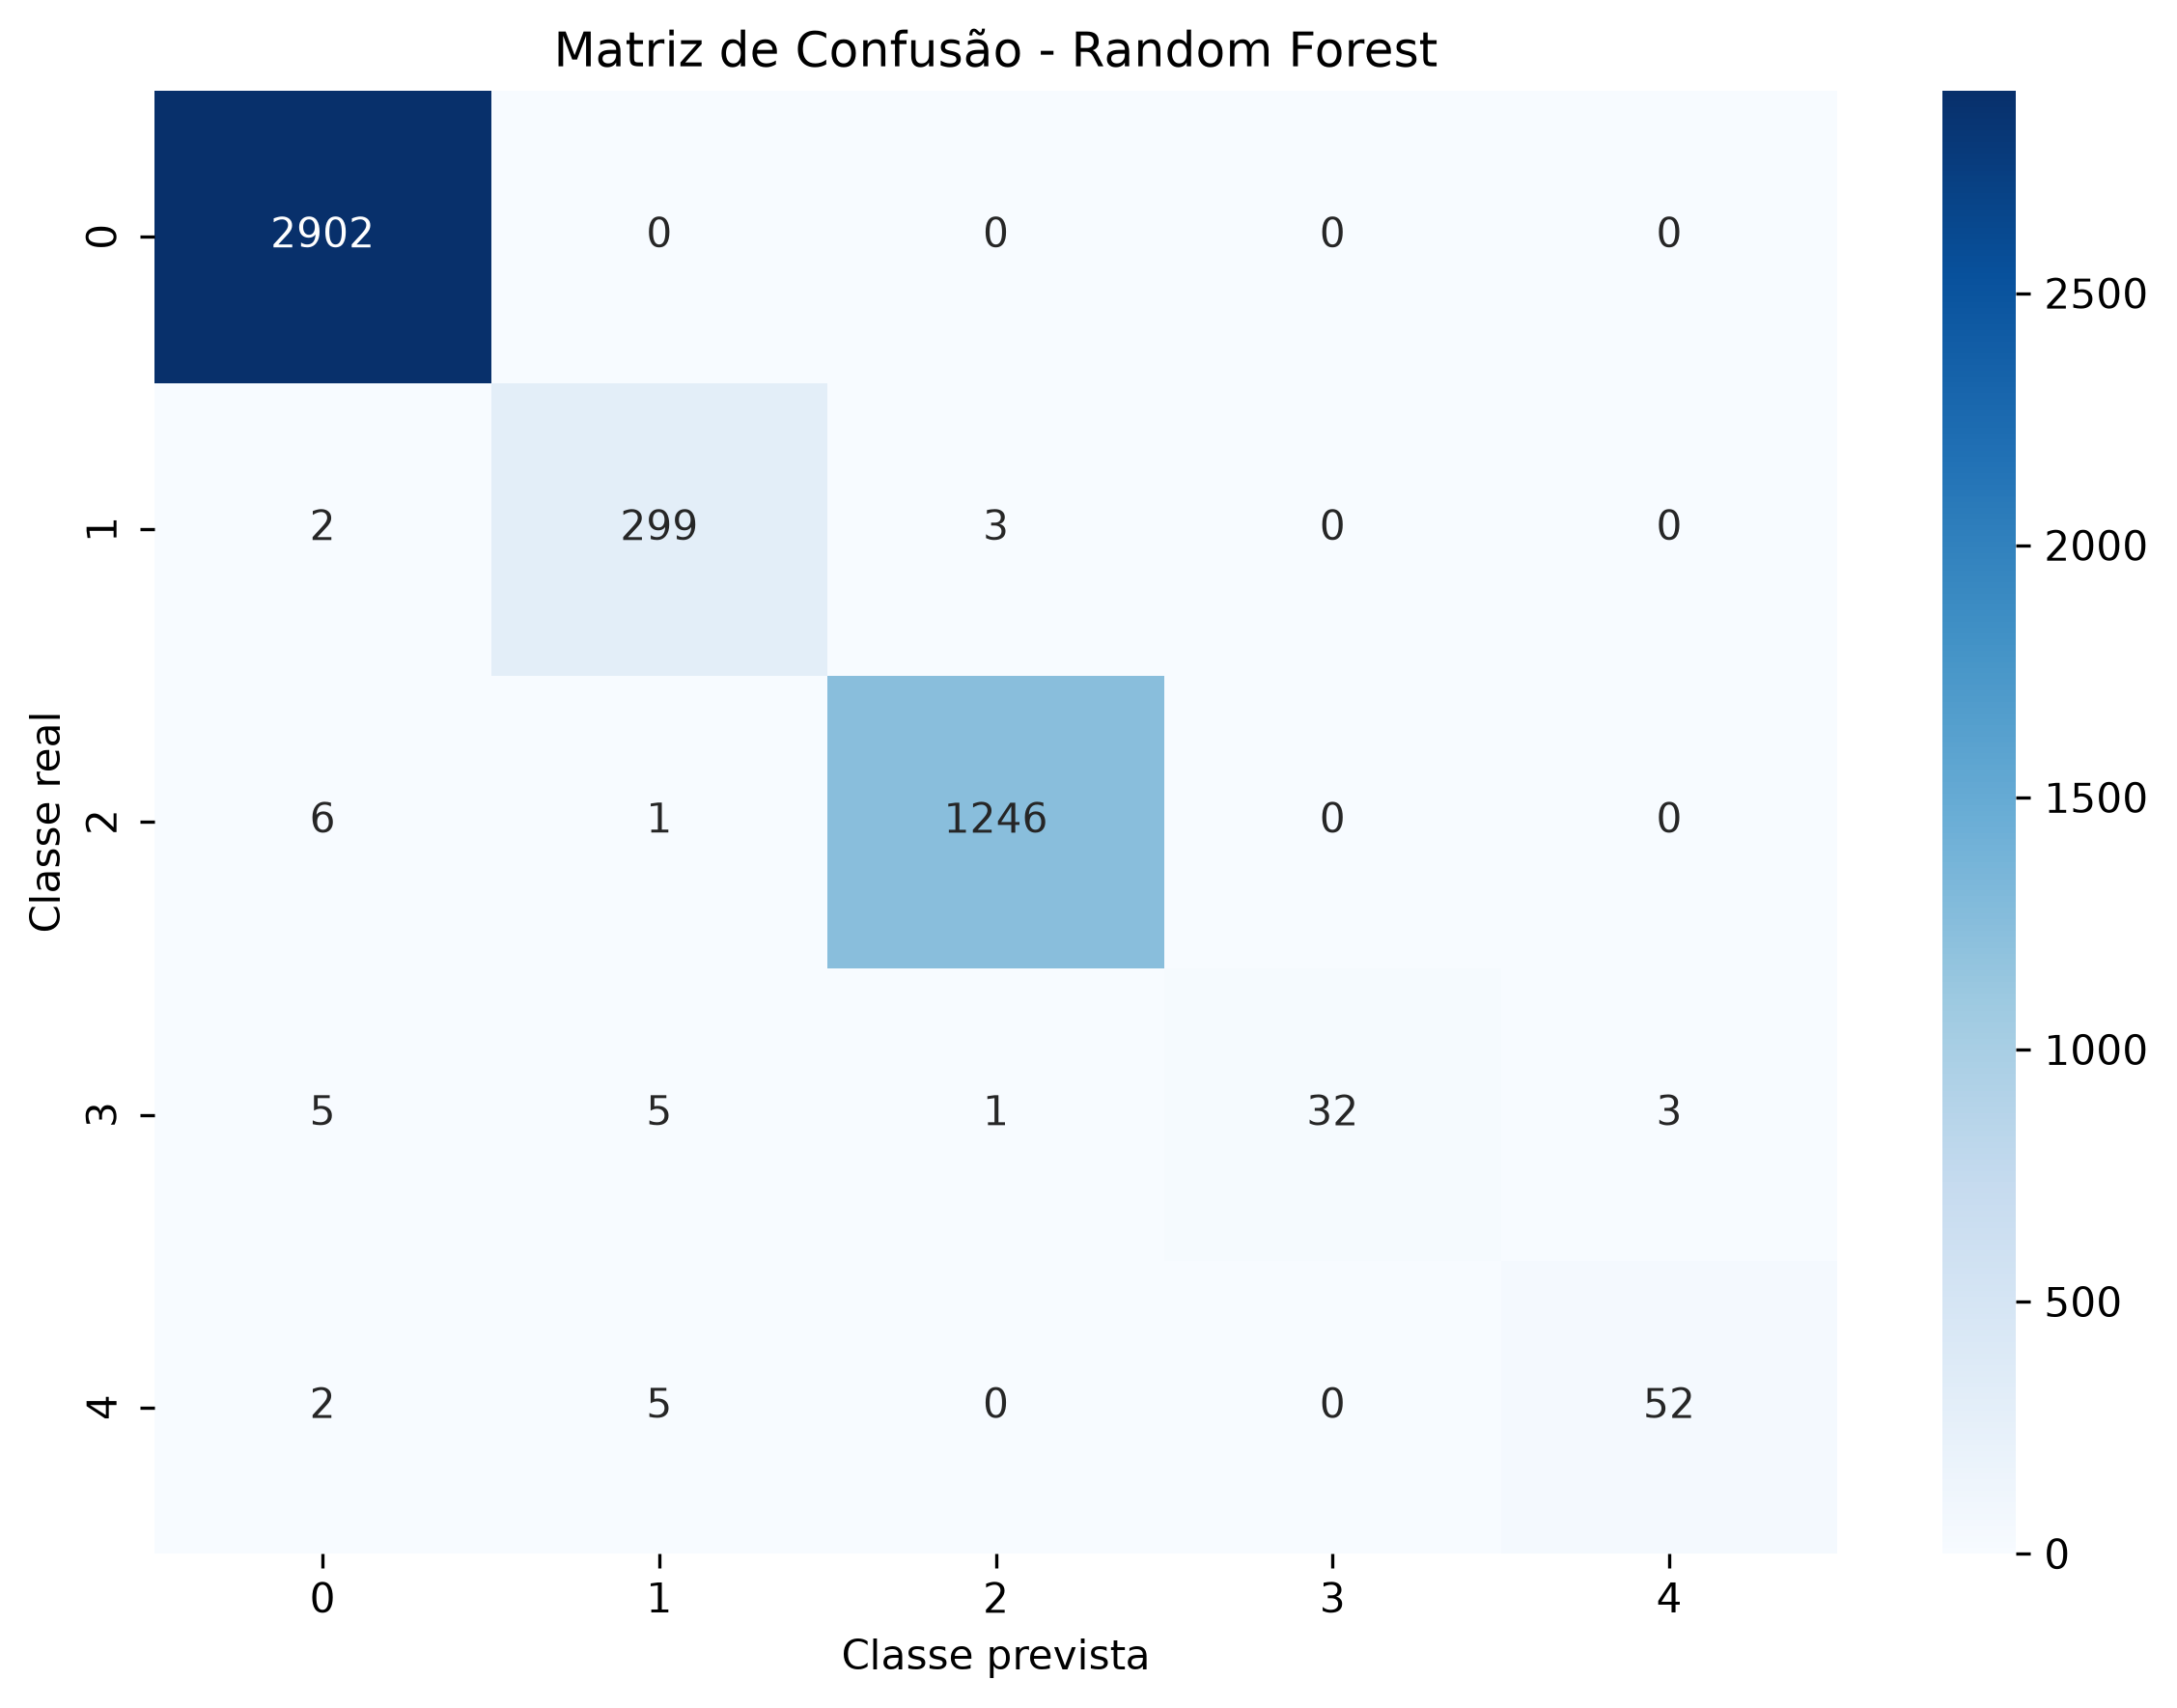 Matriz de Confusão - Random Forest
0 2902 0 0 0 0
1 2 299 3 0 0
2 6 1 1246 0 0
3 5 5 1 32 3
4 2 5 0 0 52
0 1 2 3 4
Classe prevista
Classe real
2500
2000
1500
1000
500
0